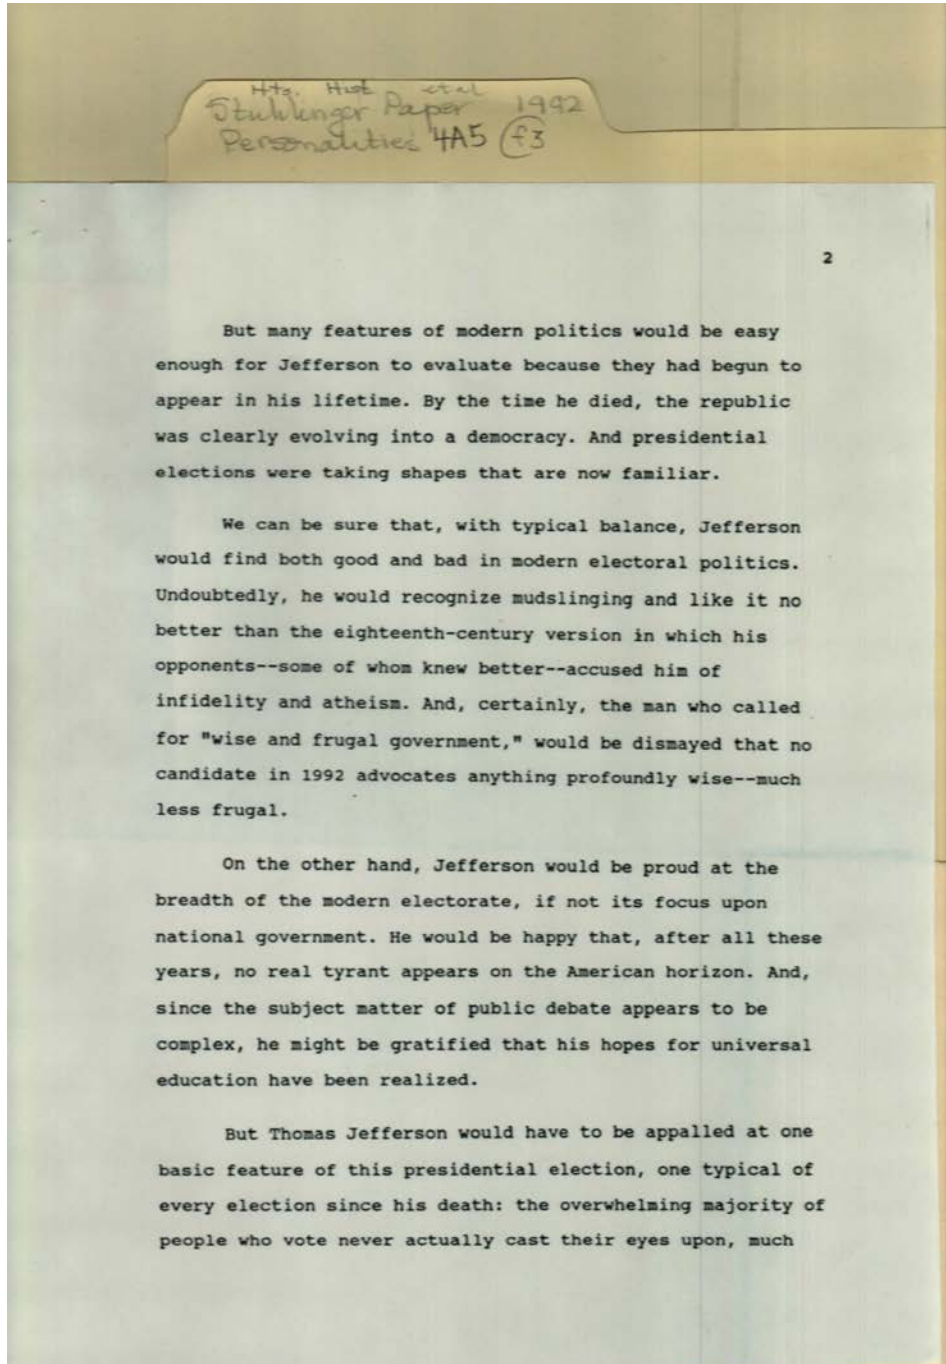 Hts. Hist et al
Stuhlinger Paper 1992
Personalities 4A5 f3
2
But many features of modern politics would be easy
enough for Jefferson to evaluate because they had begun to
appear in his lifetime. By the time he died, the republic
was clearly evolving into a democracy. And presidential
elections were taking shapes that are now familiar.
We can be sure that, with typical balance, Jefferson
would find both good and bad in modern electoral politics.
Undoubtedly, he would recognize mudslinging and like it no
better than the eighteenth-century version in which his
opponents--some of whom knew better--accused him of
infidelity and atheism. And, certainly, the man who called
for "wise and frugal government," would be dismayed that no
candidate in 1992 advocates anything profoundly wise--much
less frugal.
On the other hand, Jefferson would be proud at the
breadth of the modern electorate, if not its focus upon
national government. He would be happy that, after all these
years, no real tyrant appears on the American horizon. And,
since the subject matter of public debate appears to be
complex, he might be gratified that his hopes for universal
education have been realized.
But Thomas Jefferson would have to be appalled at one
basic feature of this presidential election, one typical of
every election since his death: the overwhelming majority of
people who vote never actually cast their eyes upon, much